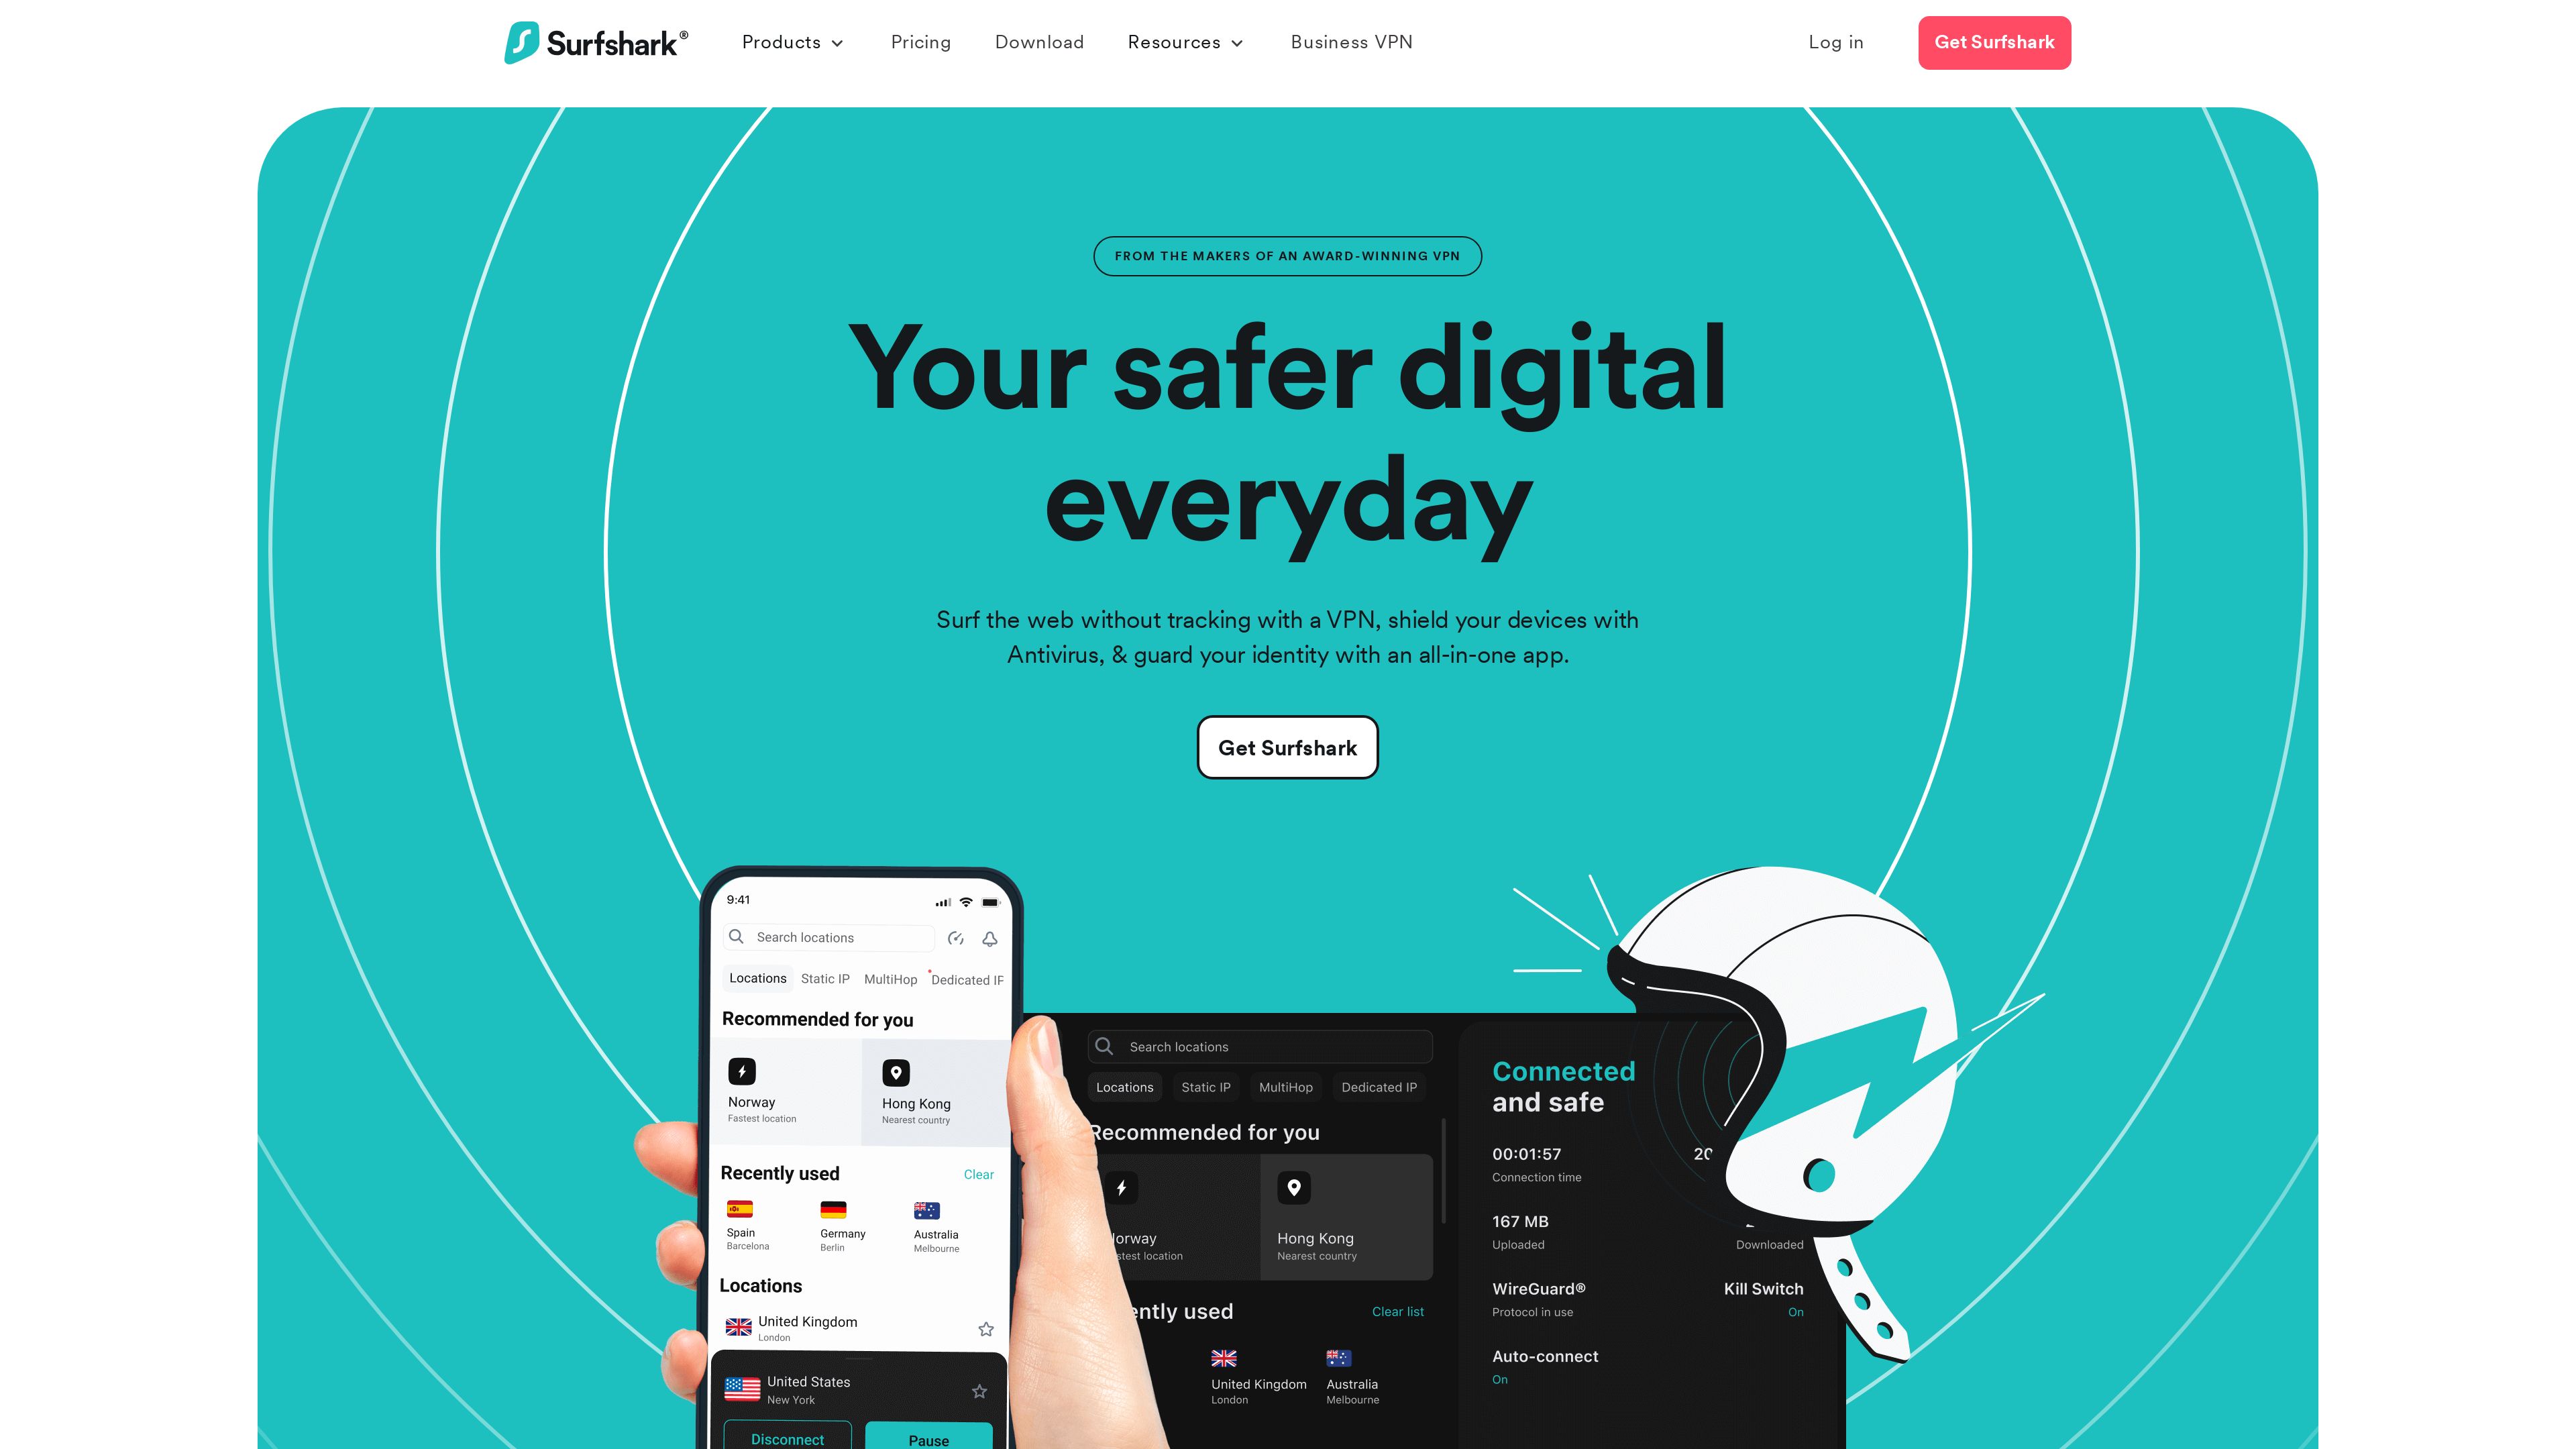 Surfshark®
Products
Pricing
Download
Resources
Business VPN
Log in
Get Surfshark
FROM THE MAKERS OF AN AWARD-WINNING VPN
Your safer digital
everyday
Surf the web without tracking with a VPN, shield your devices with
Antivirus, & guard your identity with an all-in-one app.
Get Surfshark
9:41
Search locations
Locations Static IP MultiHop Dedicated IP
Recommended for you
Norway
Fastest location
Hong Kong
Nearest country
Recently used
Clear
Spain
Barcelona
Germany
Berlin
Australia
Melbourne
Locations
United Kingdom
London
United States
New York
Disconnect
Pause
Search locations
Locations Static IP MultiHop Dedicated IP
Recommended for you
orway
stest location
Hong Kong
Nearest country
ently used
Clear list
United Kingdom
London
Australia
Melbourne
Connected
and safe
00:01:57
Connection time
167 MB
Uploaded
Downloaded
WireGuard®
Protocol in use
Kill Switch
On
Auto-connect
On